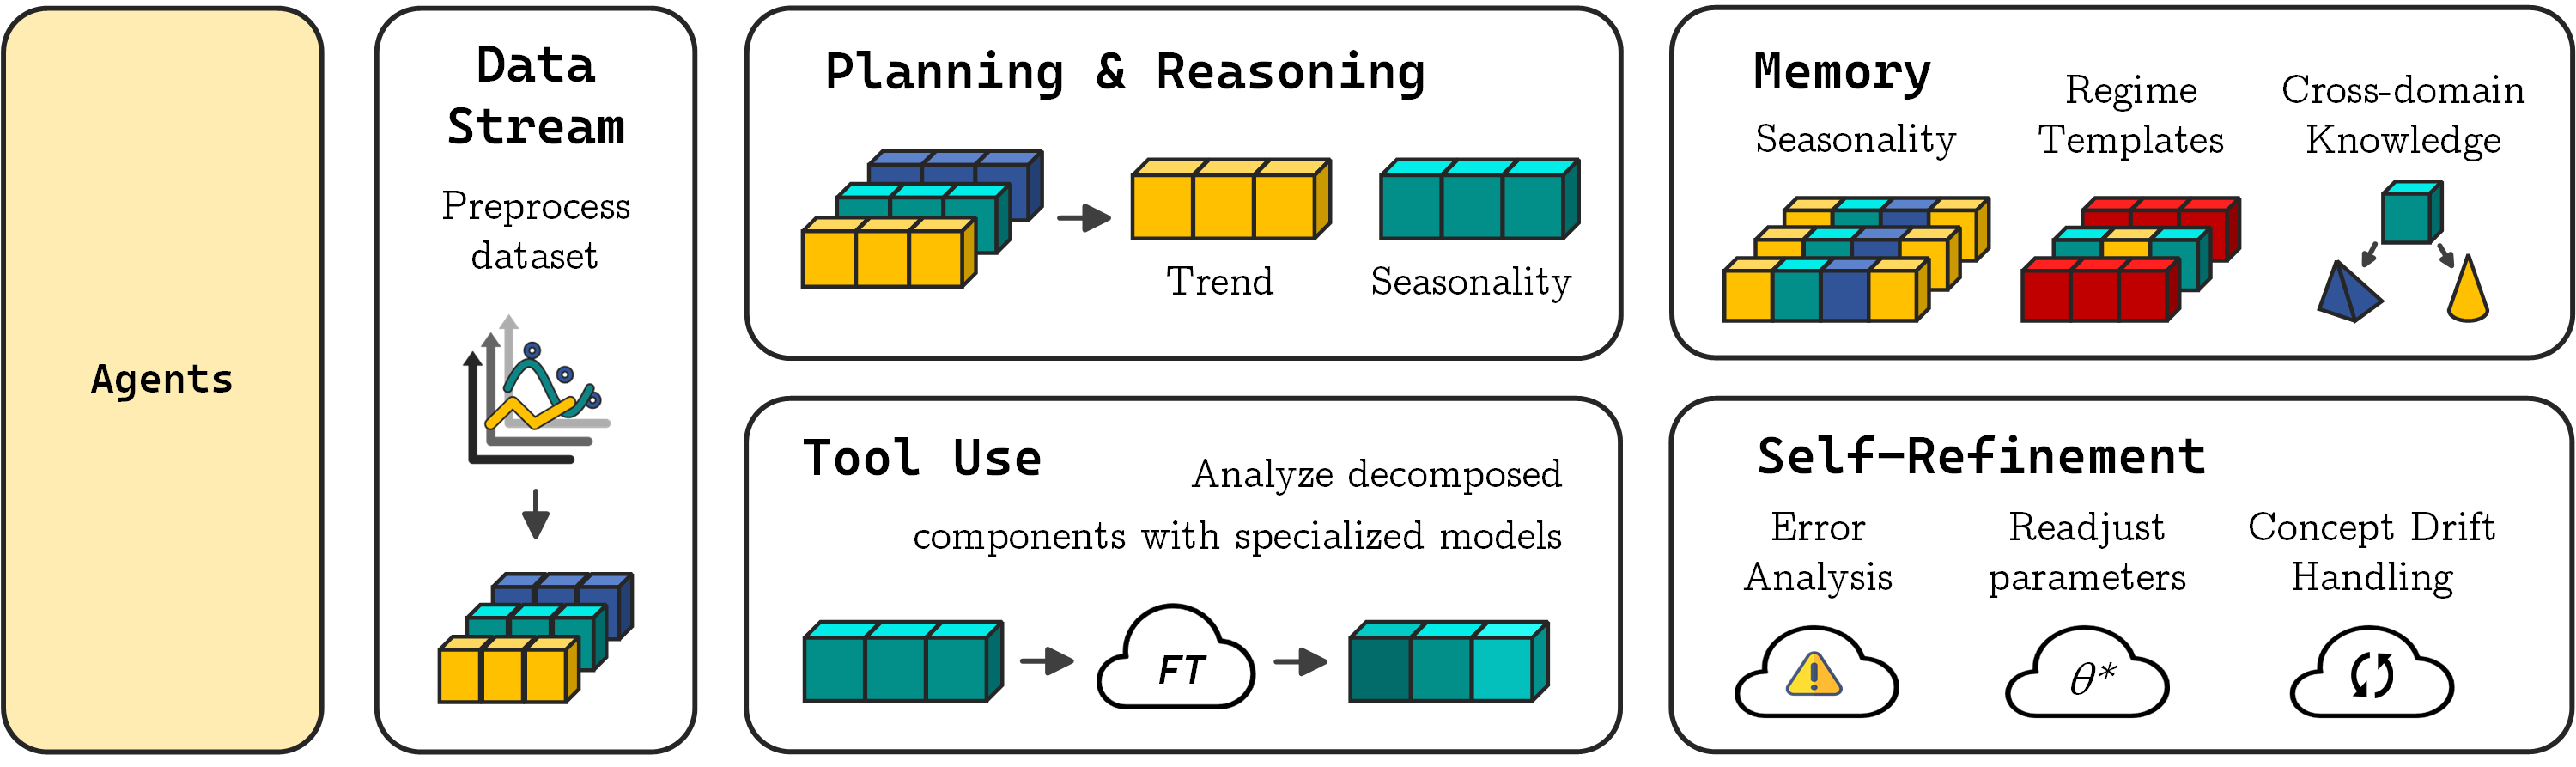 Agents
Data
Stream
Preprocess
dataset
Planning & Reasoning
Trend
Seasonality
Tool Use
Analyze decomposed
components with specialized models
FT
Memory
Seasonality
Regime
Templates
Cross-domain
Knowledge
Self-Refinement
Error
Analysis
Readjust
parameters
θ*
Concept Drift
Handling